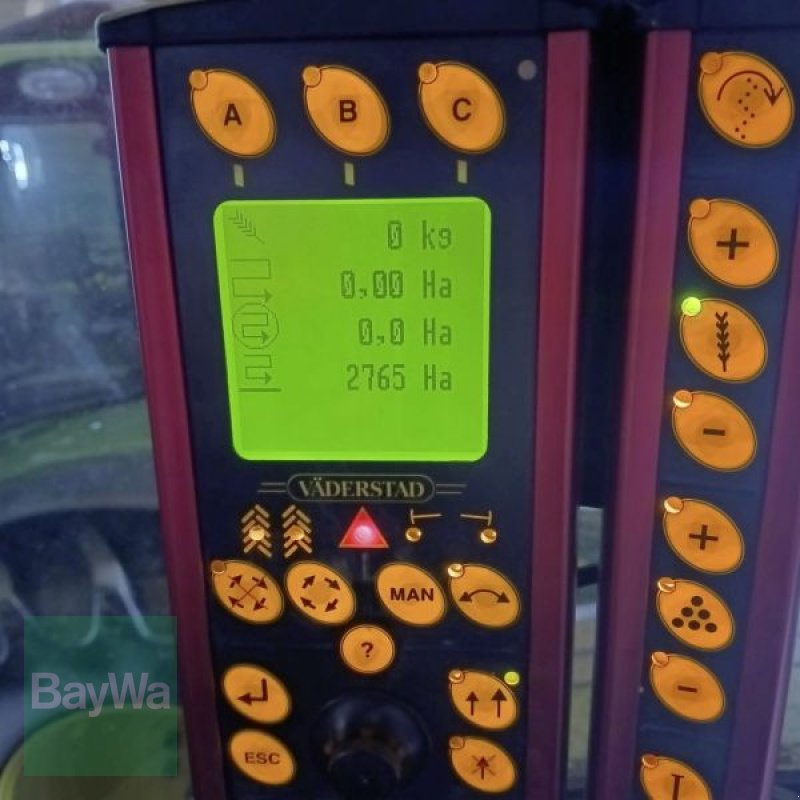 A B C
0 kg
0,00 Ha
0,0 Ha
2765 Ha
VÄDERSTAD
MAN
?
ESC
BayWa